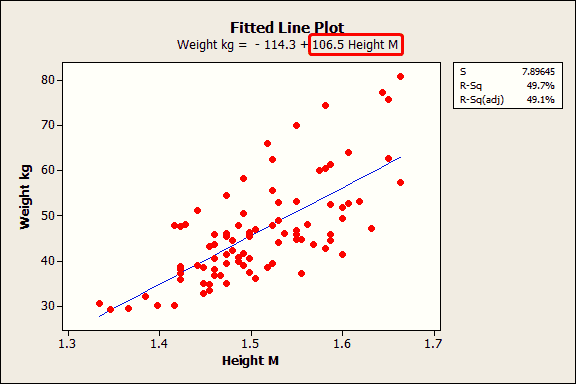 Fitted Line Plot
Weight kg = - 114.3 + 106.5 Height M
S 7.89645
R-Sq 49.7%
R-Sq(adj) 49.1%
80
70
60
50
40
30
Weight kg
1.3 1.4 1.5 1.6 1.7
Height M